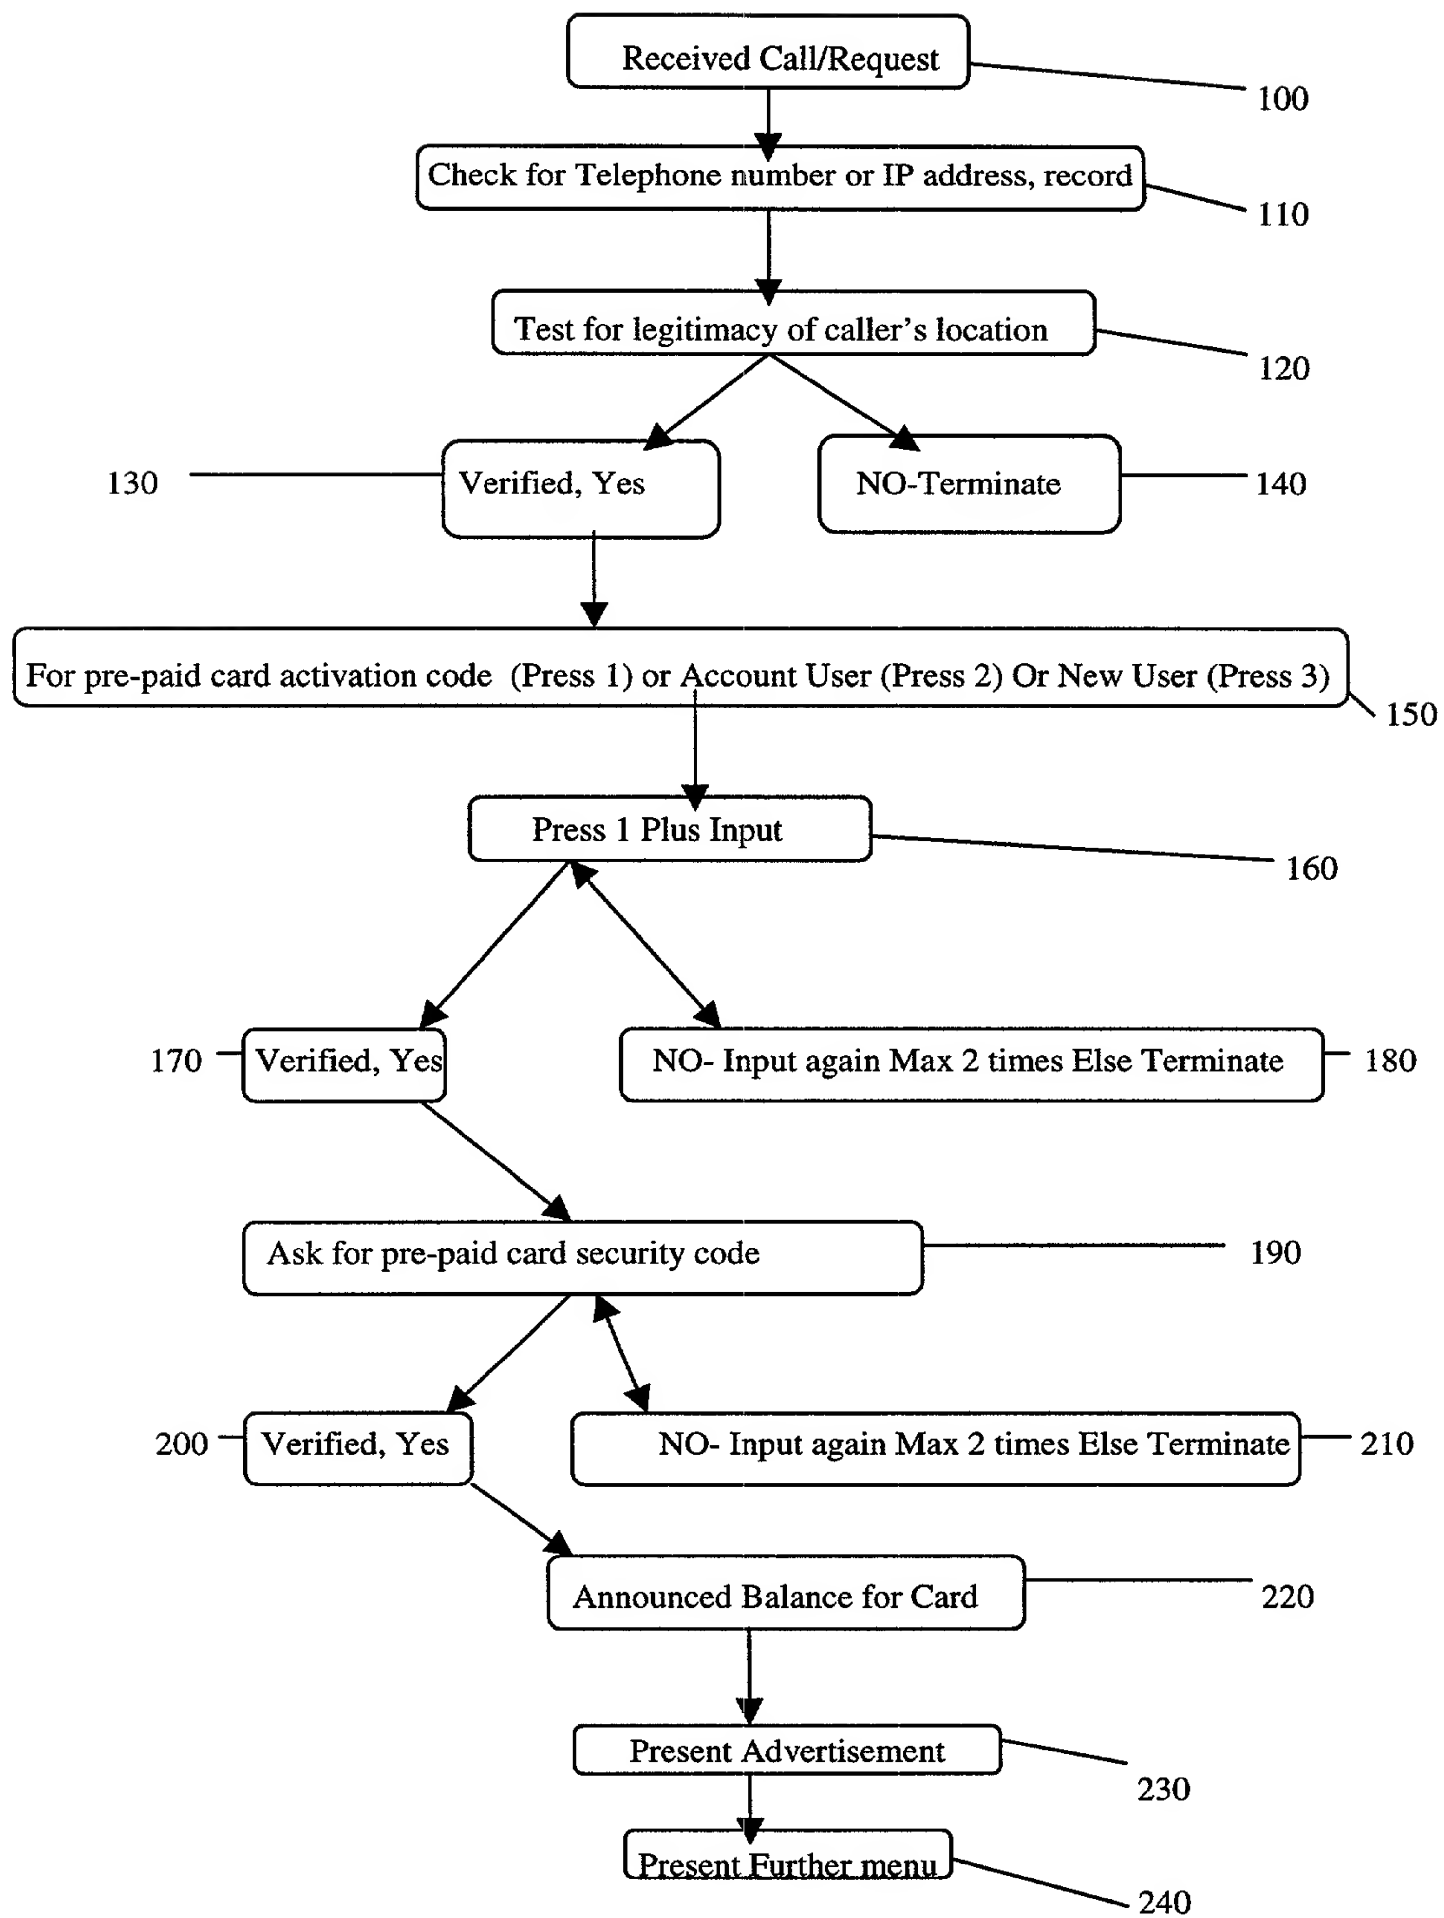 Received Call/Request
100
Check for Telephone number or IP address, record
110
Test for legitimacy of caller's location
120
130
Verified, Yes
NO-Terminate
140
For pre-paid card activation code (Press 1) or Account User (Press 2) Or New User (Press 3)
150
Press 1 Plus Input
160
170
Verified, Yes
NO- Input again Max 2 times Else Terminate
180
Ask for pre-paid card security code
190
200
Verified, Yes
NO- Input again Max 2 times Else Terminate
210
Announced Balance for Card
220
Present Advertisement
230
Present Further menu
240